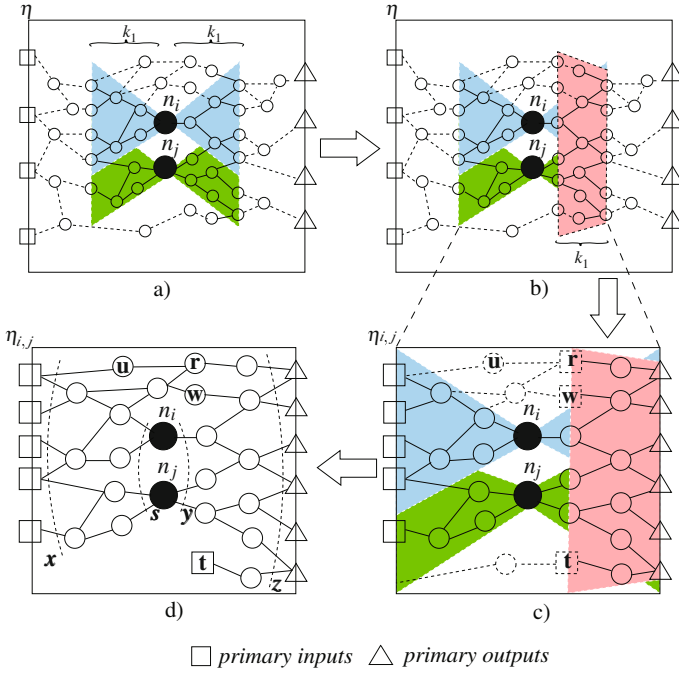 η
k₁ k₁
nᵢ
nⱼ
a)
η
nᵢ
nⱼ
k₁
b)
ηᵢ,ⱼ
u r
w
nᵢ
nⱼ
s y
x t z
d)
ηᵢ,ⱼ
u r
w
nᵢ
nⱼ
t
c)
primary inputs primary outputs